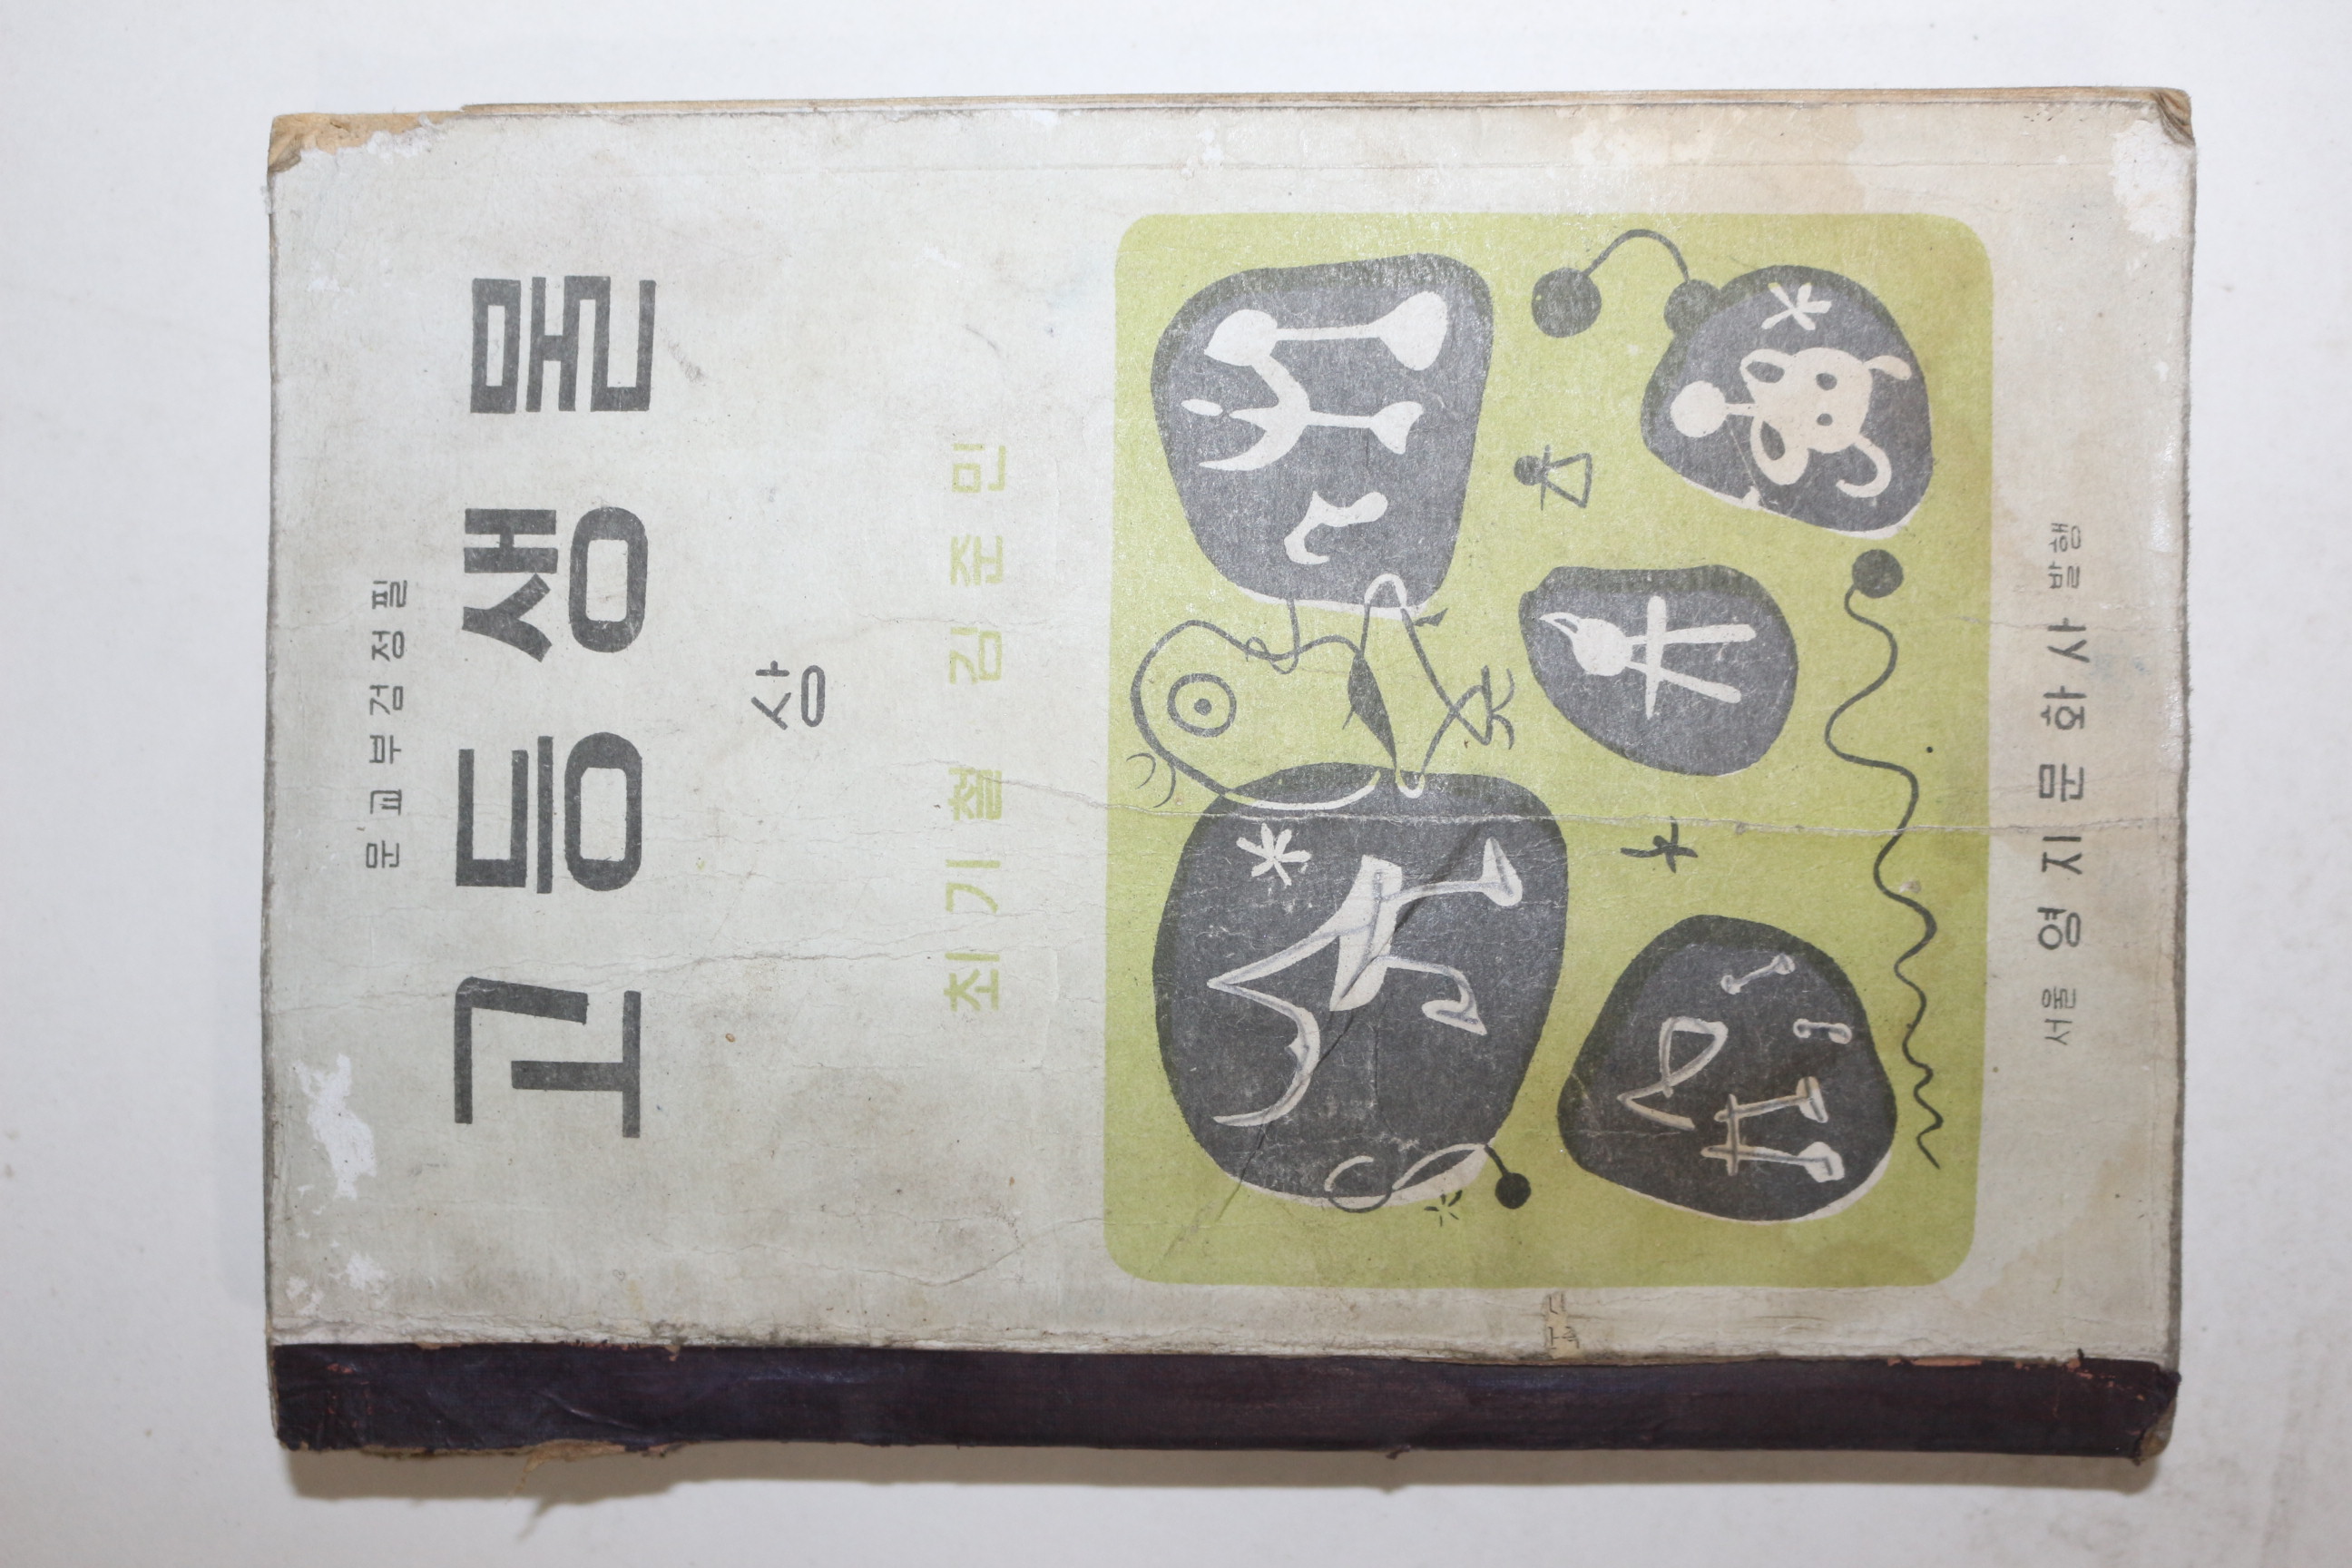 문교부검정필
고등생물
상
최기철 김준민
서울 영지문화사 발행